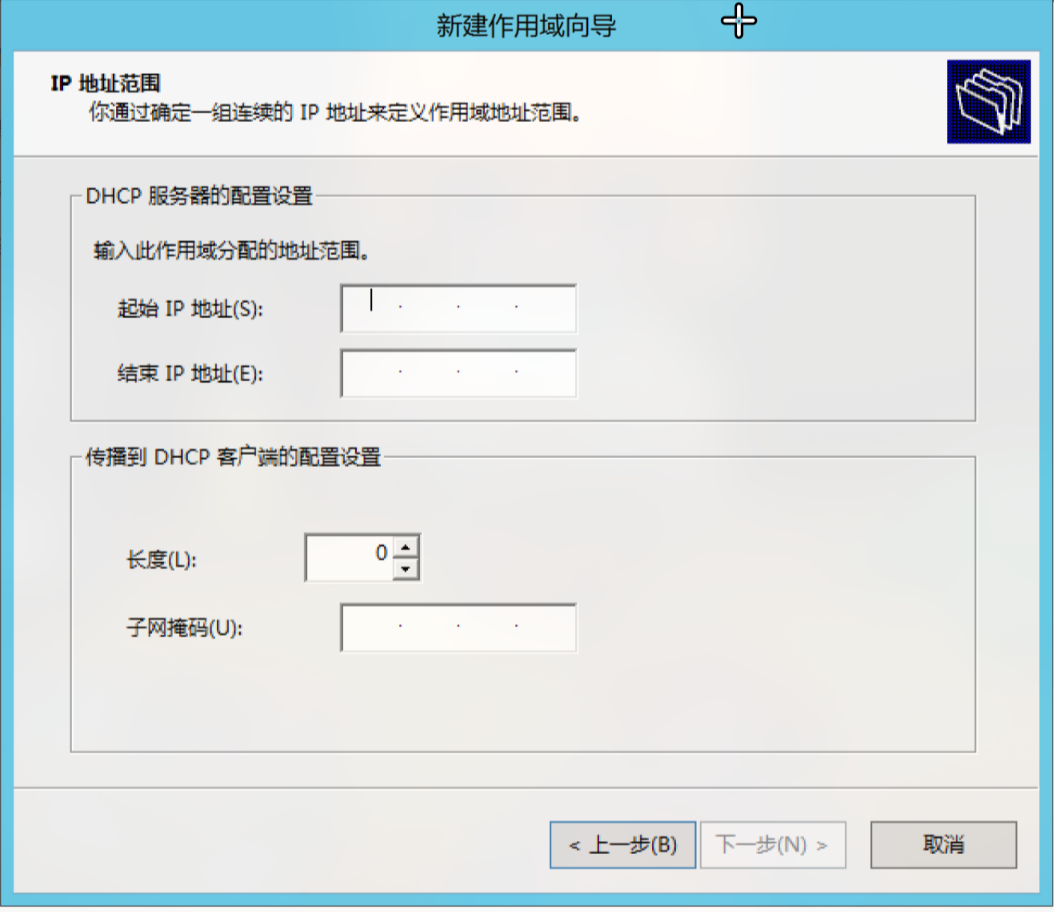 新建作用域向导
IP 地址范围
你通过确定一组连续的 IP 地址来定义作用域地址范围。
DHCP 服务器的配置设置
输入此作用域分配的地址范围。
起始 IP 地址(S):
结束 IP 地址(E):
传播到 DHCP 客户端的配置设置
长度(L):
0
子网掩码(U):
< 上一步(B)
下一步(N) >
取消